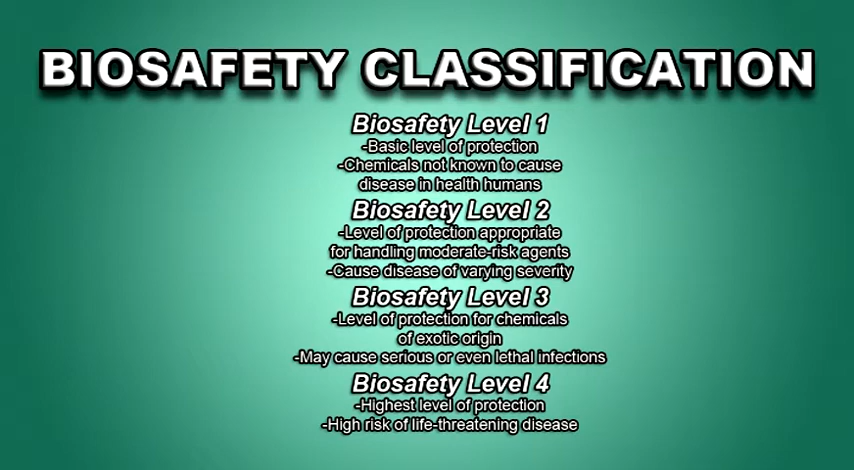 BIOSAFETY CLASSIFICATION
Biosafety Level 1
-Basic level of protection
-Chemicals not known to cause
disease in health humans
Biosafety Level 2
-Level of protection appropriate
for handling moderate-risk agents
-Cause disease of varying severity
Biosafety Level 3
-Level of protection for chemicals
of exotic origin
-May cause serious or even lethal infections
Biosafety Level 4
-Highest level of protection
-High risk of life-threatening disease